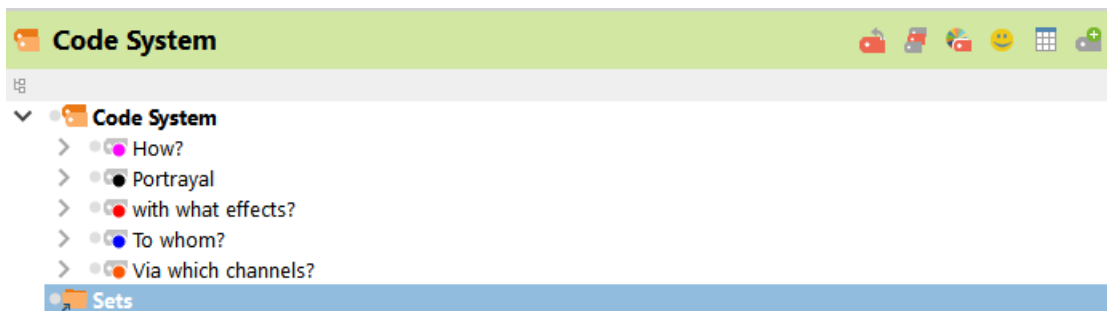 Code System
Code System
How?
Portrayal
with what effects?
To whom?
Via which channels?
Sets